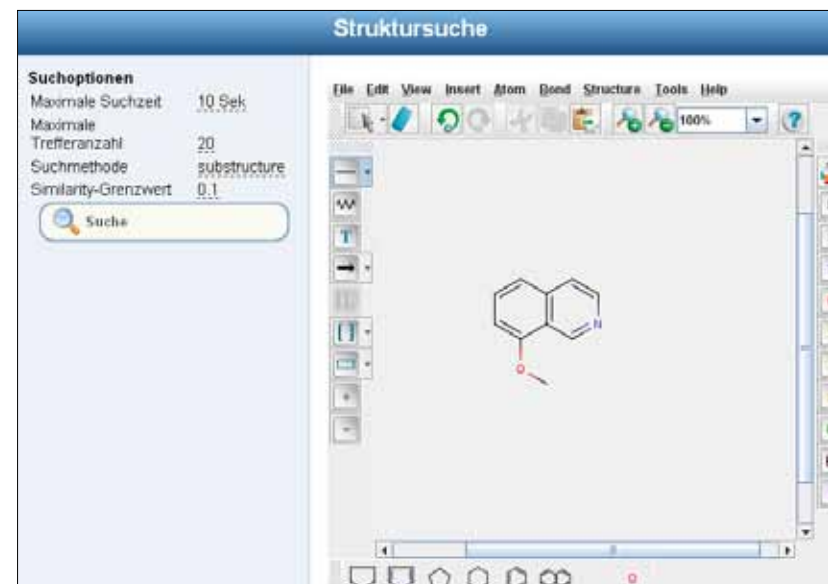 Struktursuche
Suchoptionen
Maximale Suchzeit 10 Sek
Maximale
Trefferanzahl 20
Suchmethode substructure
Similarity-Grenzwert 0.1
Suche
File Edit View Insert Atom Bond Structure Tools Help
100%
T
N
O